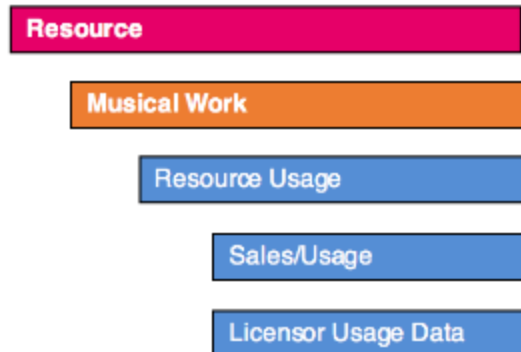 Resource
Musical Work
Resource Usage
Sales/Usage
Licensor Usage Data